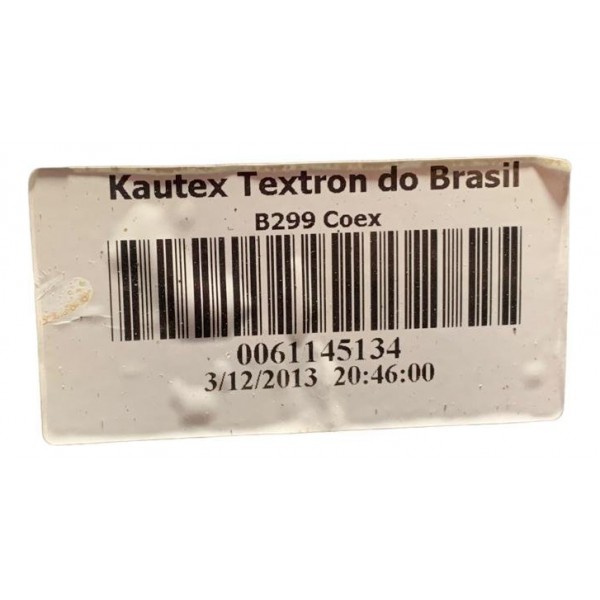 Kautex Textron do Brasil
B299 Coex
0061145134
3/12/2013 20:46:00